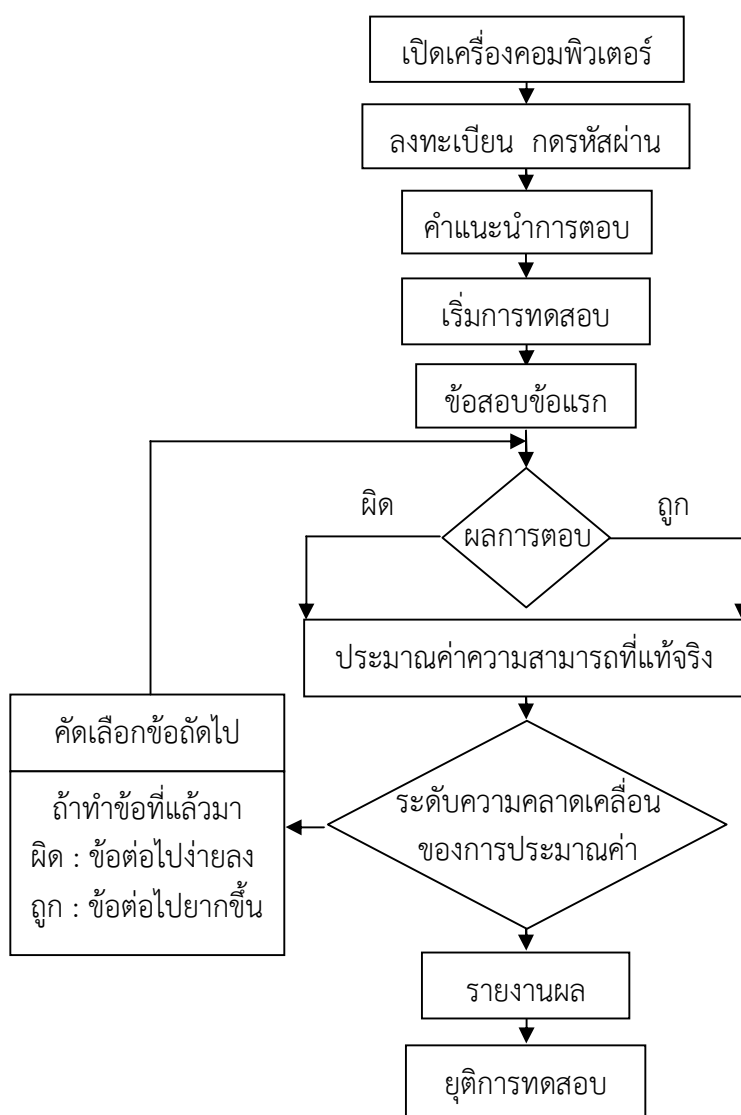 เปิดเครื่องคอมพิวเตอร์
ลงทะเบียน กดรหัสผ่าน
คำแนะนำการตอบ
เริ่มการทดสอบ
ข้อสอบข้อแรก
ผิด
ถูก
ผลการตอบ
ประมาณค่าความสามารถที่แท้จริง
คัดเลือกข้อถัดไป
ถ้าทำข้อที่แล้วมา
ผิด : ข้อต่อไปง่ายลง
ถูก : ข้อต่อไปยากขึ้น
ระดับความคลาดเคลื่อน
ของการประมาณค่า
รายงานผล
ยุติการทดสอบ